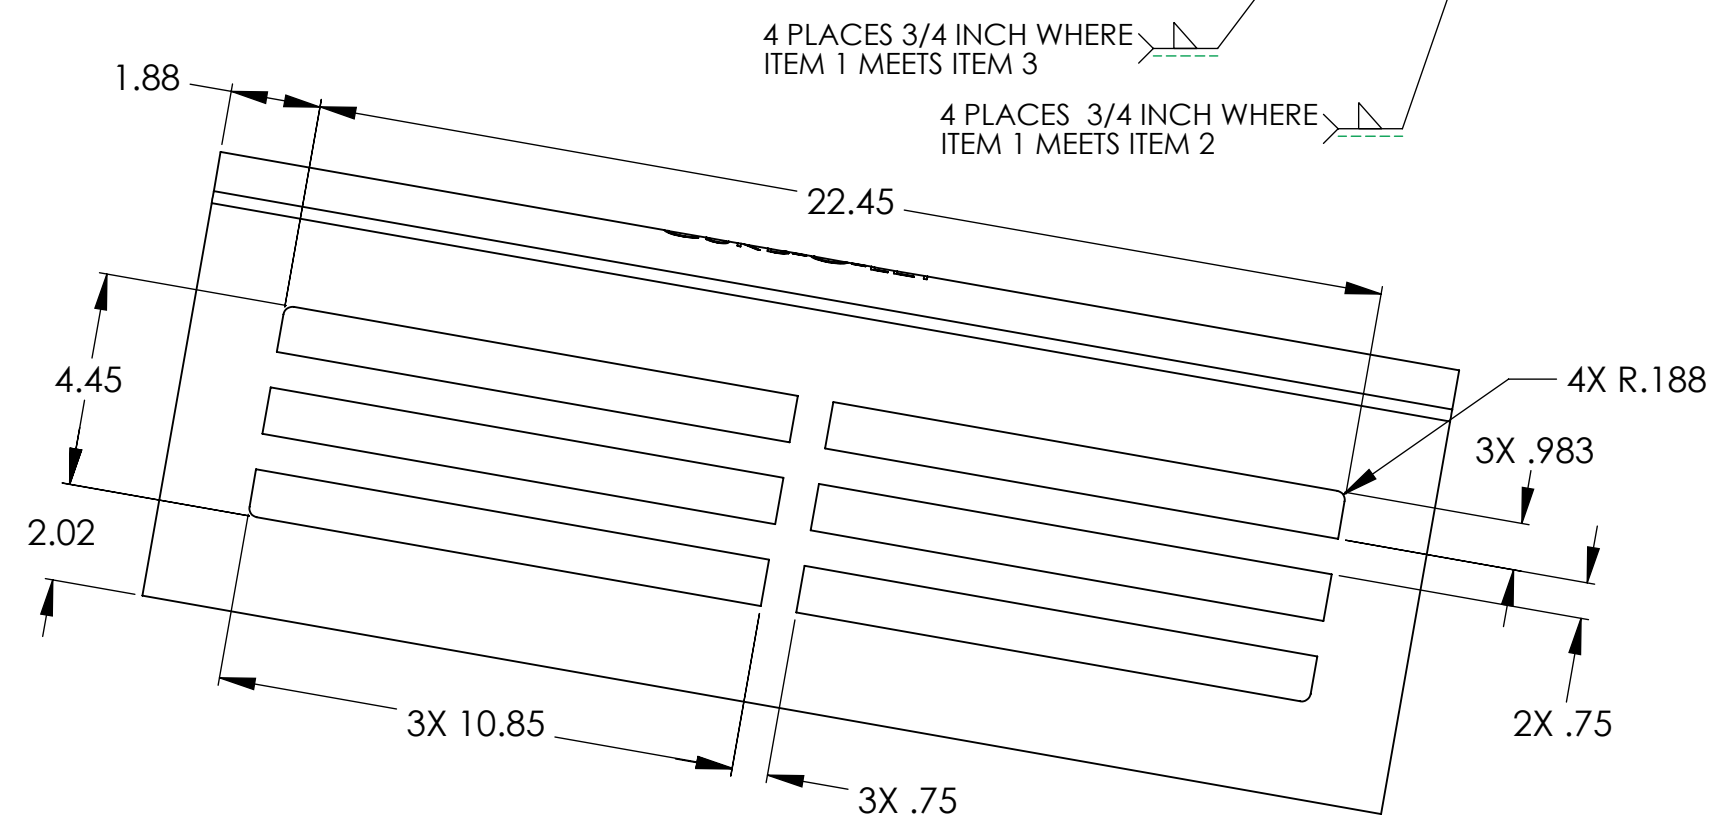 4 PLACES 3/4 INCH WHERE
ITEM 1 MEETS ITEM 3
4 PLACES  3/4 INCH WHERE
ITEM 1 MEETS ITEM 2
1.88
22.45
4.45
4X R.188
3X .983
2.02
2X .75
3X 10.85
3X .75